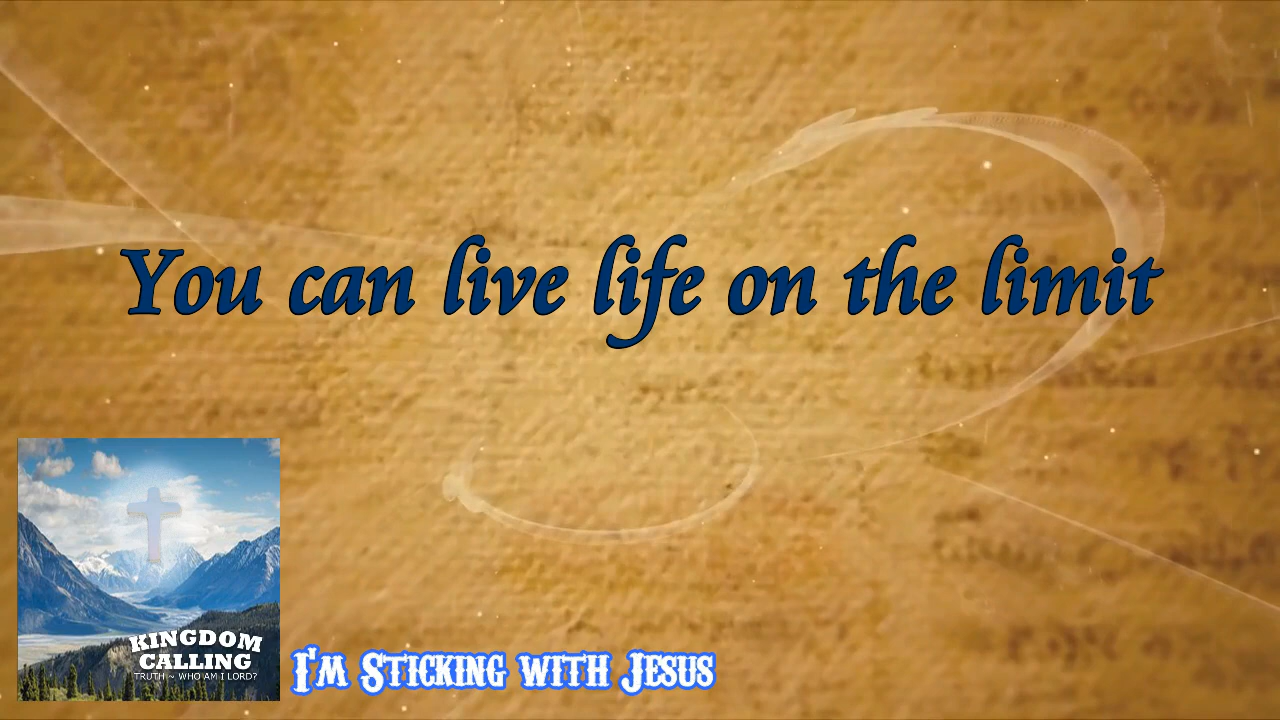 You can live life on the limit
KINGDOM
CALLING
TRUTH ~ WHO AM I LORD?
I'm Sticking with Jesus